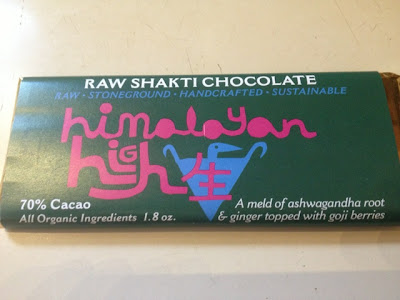 RAW SHAKTI CHOCOLATE
RAW · STONEGROUND · HANDCRAFTED · SUSTAINABLE
himalayan
high 生
70% Cacao
All Organic Ingredients 1.8 oz.
A meld of ashwagandha root
& ginger topped with goji berries